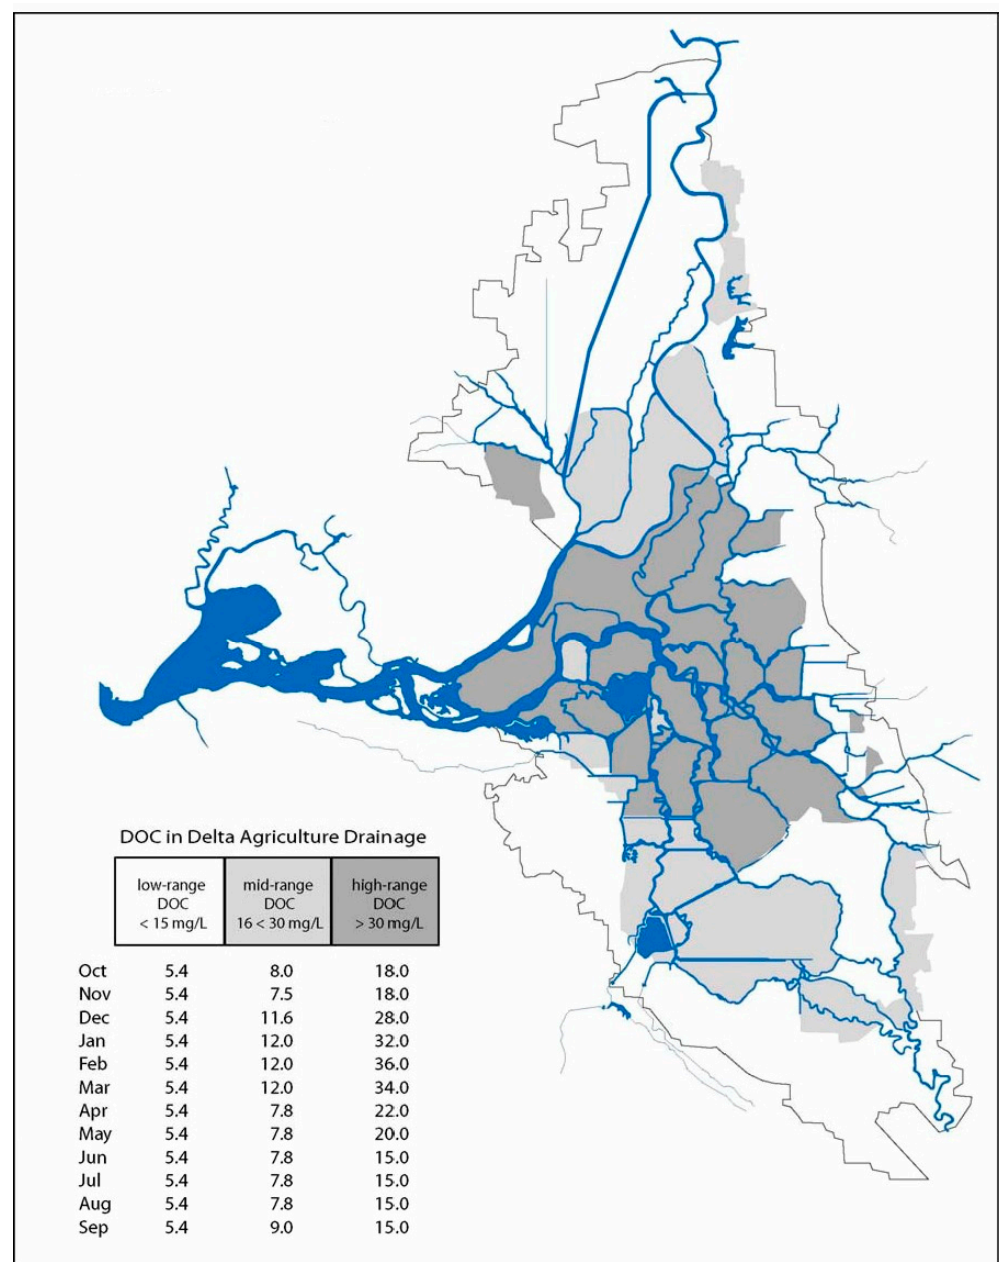 DOC in Delta Agriculture Drainage
low-range mid-range high-range
DOC DOC DOC
< 15 mg/L 16 < 30 mg/L > 30 mg/L
Oct 5.4 8.0 18.0
Nov 5.4 7.5 18.0
Dec 5.4 11.6 28.0
Jan 5.4 12.0 32.0
Feb 5.4 12.0 36.0
Mar 5.4 12.0 34.0
Apr 5.4 7.8 22.0
May 5.4 7.8 20.0
Jun 5.4 7.8 15.0
Jul 5.4 7.8 15.0
Aug 5.4 7.8 15.0
Sep 5.4 9.0 15.0